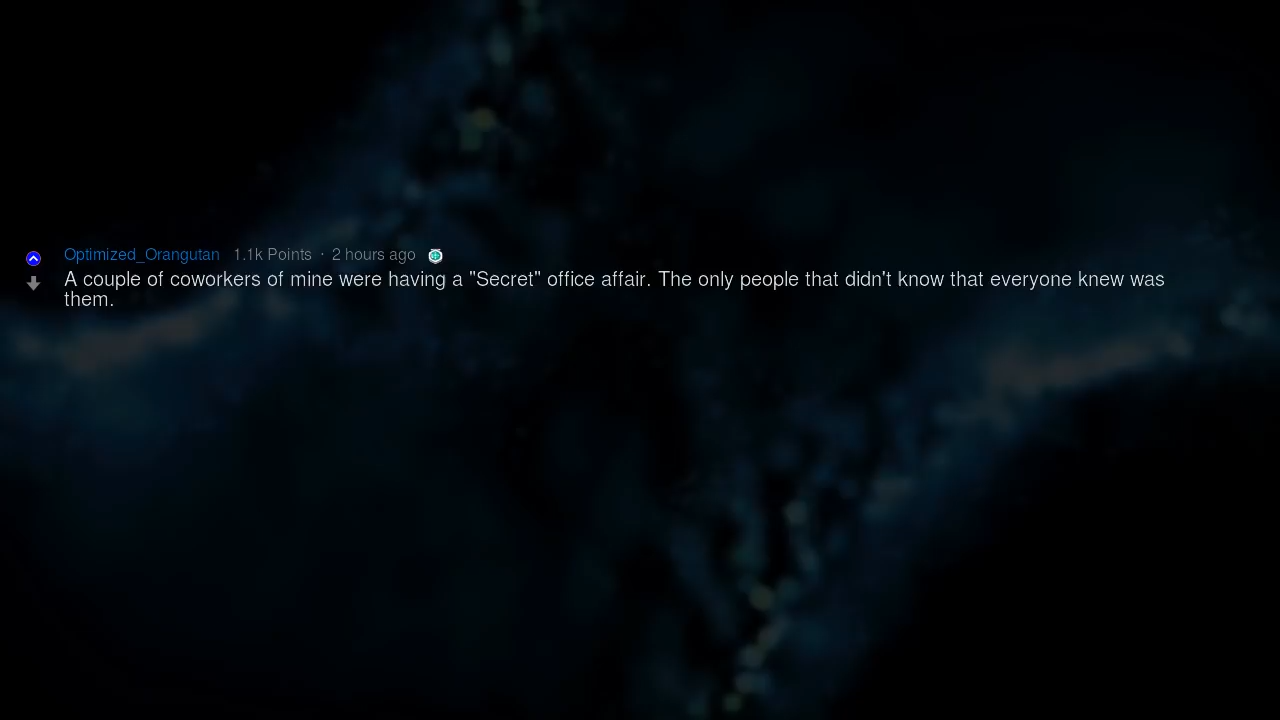 Optimized_Orangutan 1.1k Points · 2 hours ago
A couple of coworkers of mine were having a "Secret" office affair. The only people that didn't know that everyone knew was
them.